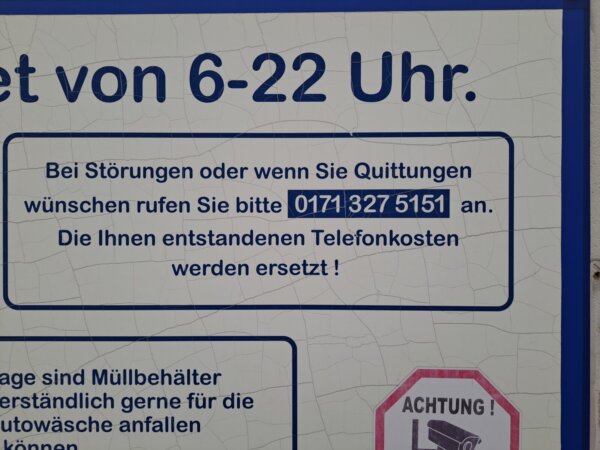 et von 6-22 Uhr.
Bei Störungen oder wenn Sie Quittungen
wünschen rufen Sie bitte 0171 327 5151 an.
Die Ihnen entstandenen Telefonkosten
werden ersetzt !
age sind Müllbehälter
erständlich gerne für die
utowäsche anfallen
können
ACHTUNG !